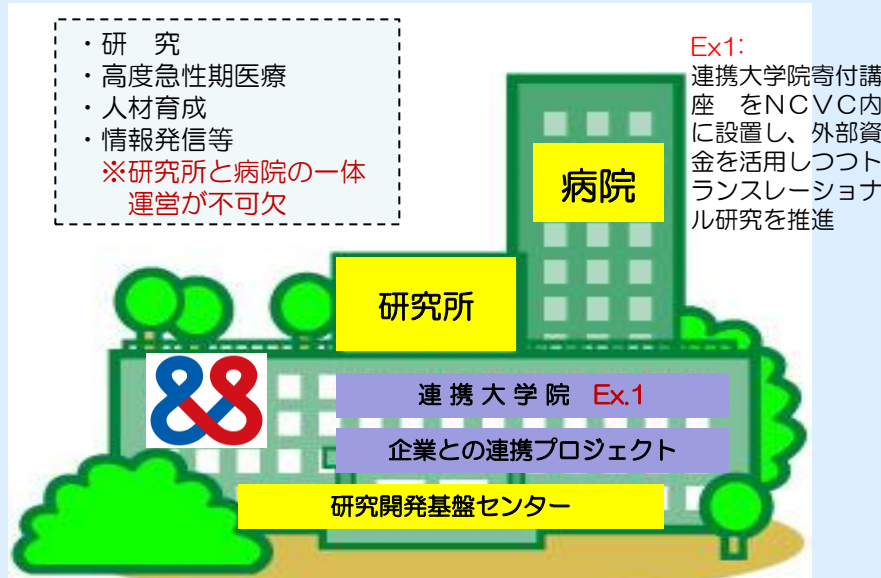 ・研　究
・高度急性期医療
・人材育成
・情報発信等
※研究所と病院の一体
運営が不可欠
Ex1:
連携大学院寄付講
座　をNCVC内
に設置し、外部資
金を活用しつつト
ランスレーショナ
ル研究を推進
病院
研究所
連 携 大 学 院　Ex.1
企業との連携プロジェクト
研究開発基盤センター